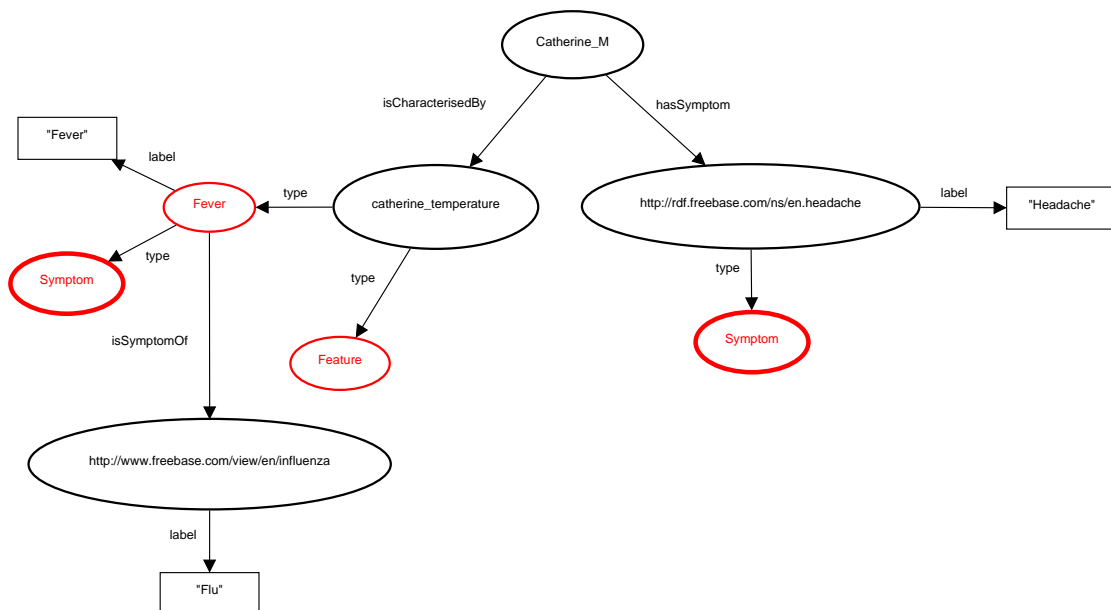 Catherine_M
isCharacterisedBy
hasSymptom
"Fever"
label
Fever
type
catherine_temperature
http://rdf.freebase.com/ns/en.headache
label
"Headache"
type
Symptom
type
type
isSymptomOf
Feature
Symptom
http://www.freebase.com/view/en/influenza
label
"Flu"